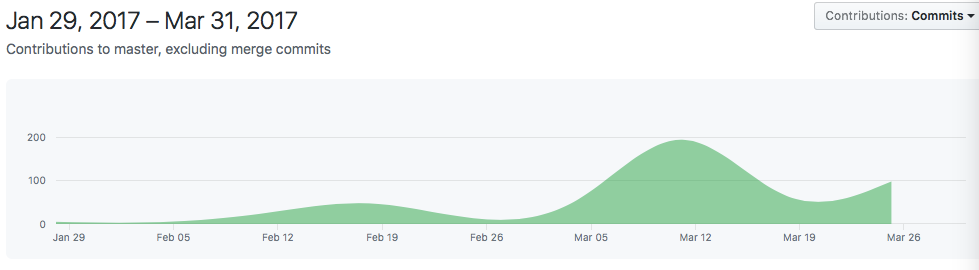 Jan 29, 2017 – Mar 31, 2017
Contributions: Commits
Contributions to master, excluding merge commits
200
100
0
Jan 29 Feb 05 Feb 12 Feb 19 Feb 26 Mar 05 Mar 12 Mar 19 Mar 26